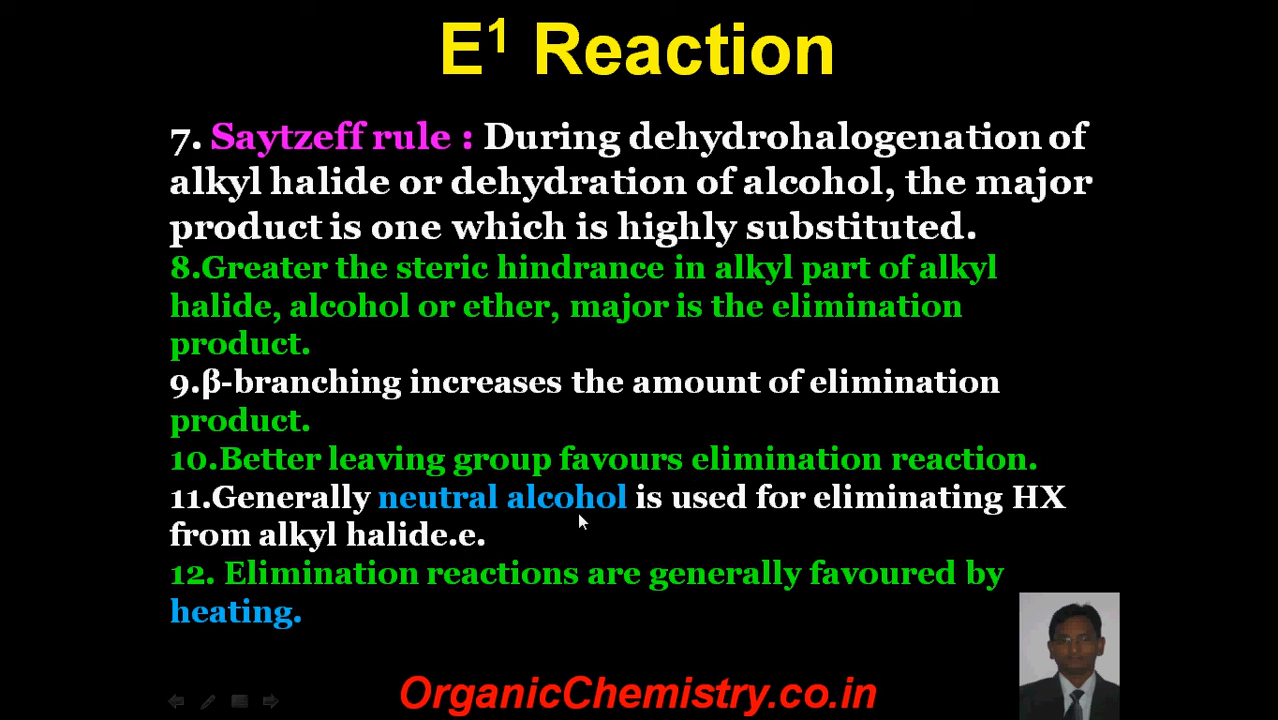 E¹ Reaction
7. Saytzeff rule : During dehydrohalogenation of
alkyl halide or dehydration of alcohol, the major
product is one which is highly substituted.
8.Greater the steric hindrance in alkyl part of alkyl
halide, alcohol or ether, major is the elimination
product.
9.β-branching increases the amount of elimination
product.
10.Better leaving group favours elimination reaction.
11.Generally neutral alcohol is used for eliminating HX
from alkyl halide.e.
12. Elimination reactions are generally favoured by
heating.
OrganicChemistry.co.in